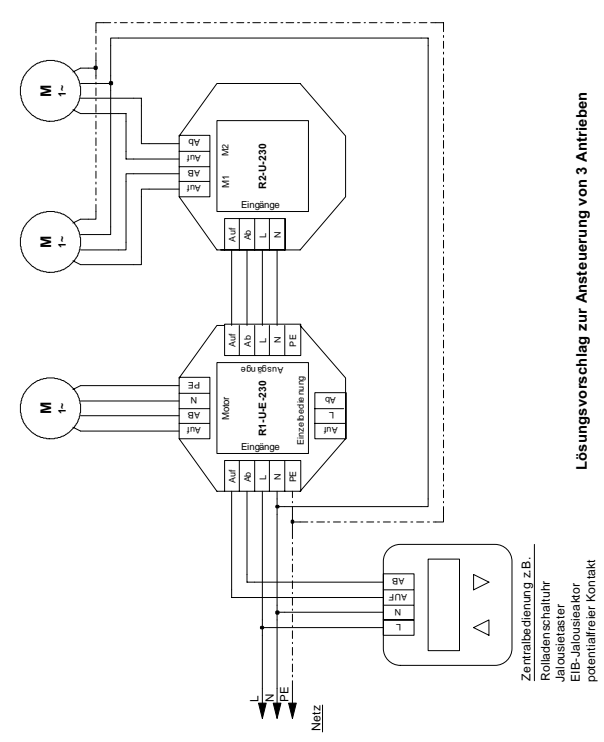 Lösungsvorschlag zur Ansteuerung von 3 Antrieben
M
1~
M
1~
M
1~
Auf
AB
N
PE
Motor
R1-U-E-230
Eingänge
Ausgänge
Einzelbedienung
Auf
L
Ab
Auf
Ab
L
N
PE
Auf
Ab
L
N
PE
Auf
AB
Auf
Ab
M1
M2
R2-U-230
Eingänge
Auf
Ab
L
N
L
N
AUF
AB
L
N
PE
Netz
Zentralbedienung z.B.
Rolladenschaltuhr
Jalousietaster
EIB-Jalousieaktor
potentialfreier Kontakt